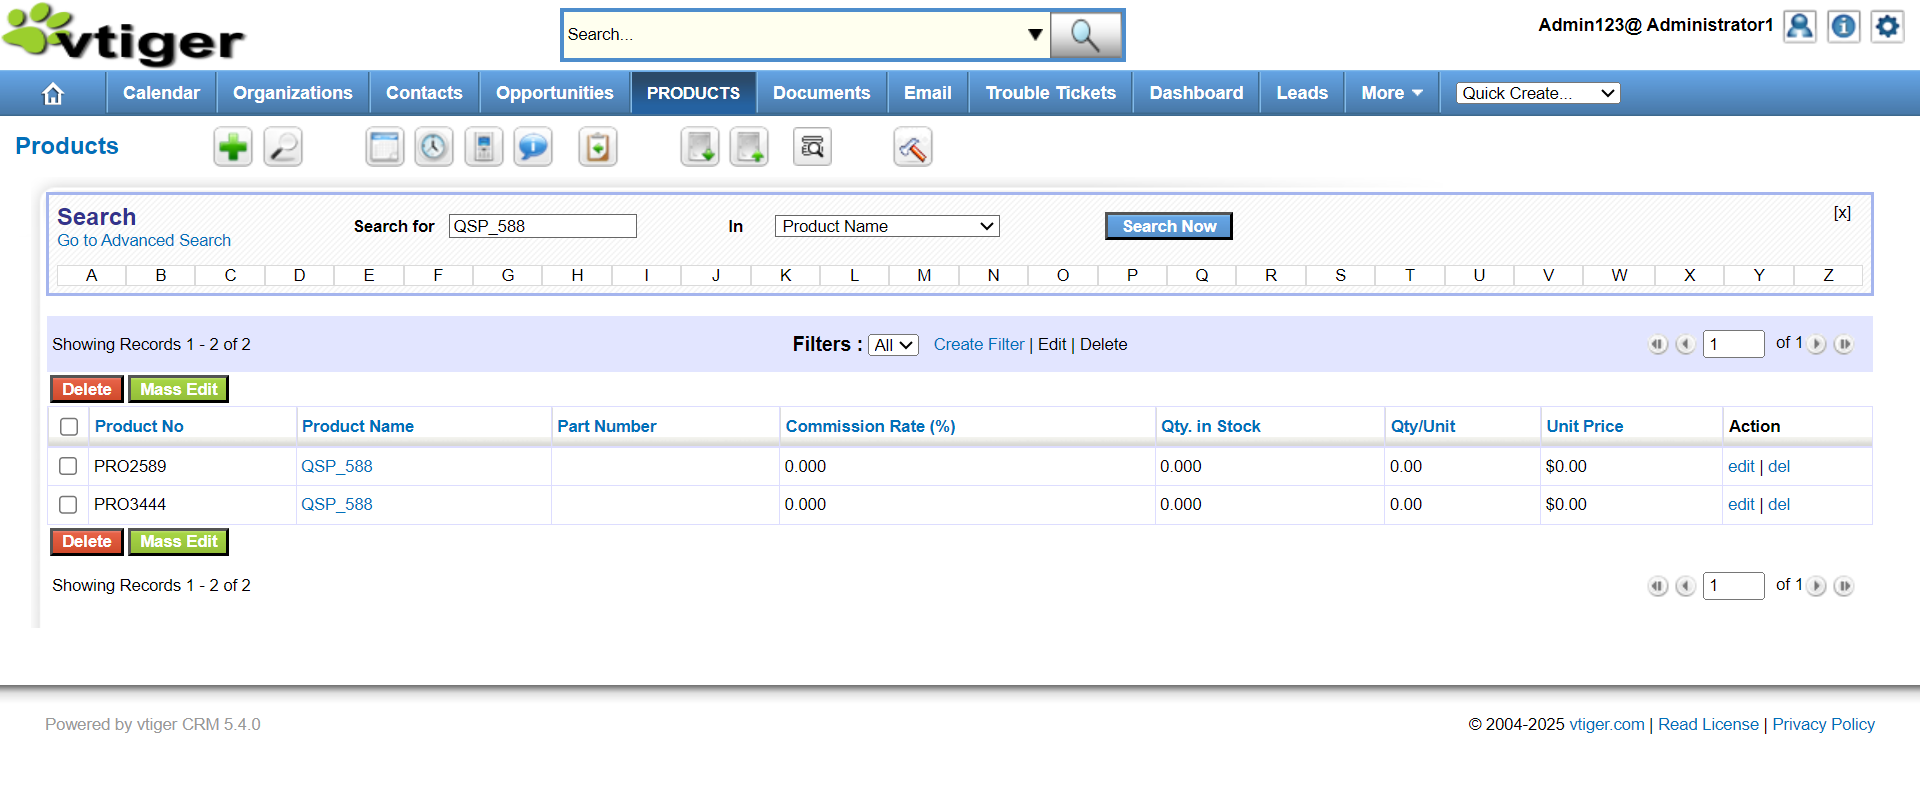 vtiger
Search...
Admin123@ Administrator1
Calendar Organizations Contacts Opportunities PRODUCTS Documents Email Trouble Tickets Dashboard Leads More Quick Create...
Products
Search
Go to Advanced Search
Search for QSP_588 In Product Name Search Now [x]
A B C D E F G H I J K L M N O P Q R S T U V W X Y Z
Showing Records 1 - 2 of 2 Filters : All Create Filter | Edit | Delete 1 of 1
Delete Mass Edit
Product No Product Name Part Number Commission Rate (%) Qty. in Stock Qty/Unit Unit Price Action
PRO2589 QSP_588 0.000 0.000 0.00 $0.00 edit | del
PRO3444 QSP_588 0.000 0.000 0.00 $0.00 edit | del
Delete Mass Edit
Showing Records 1 - 2 of 2 1 of 1
Powered by vtiger CRM 5.4.0 © 2004-2025 vtiger.com | Read License | Privacy Policy